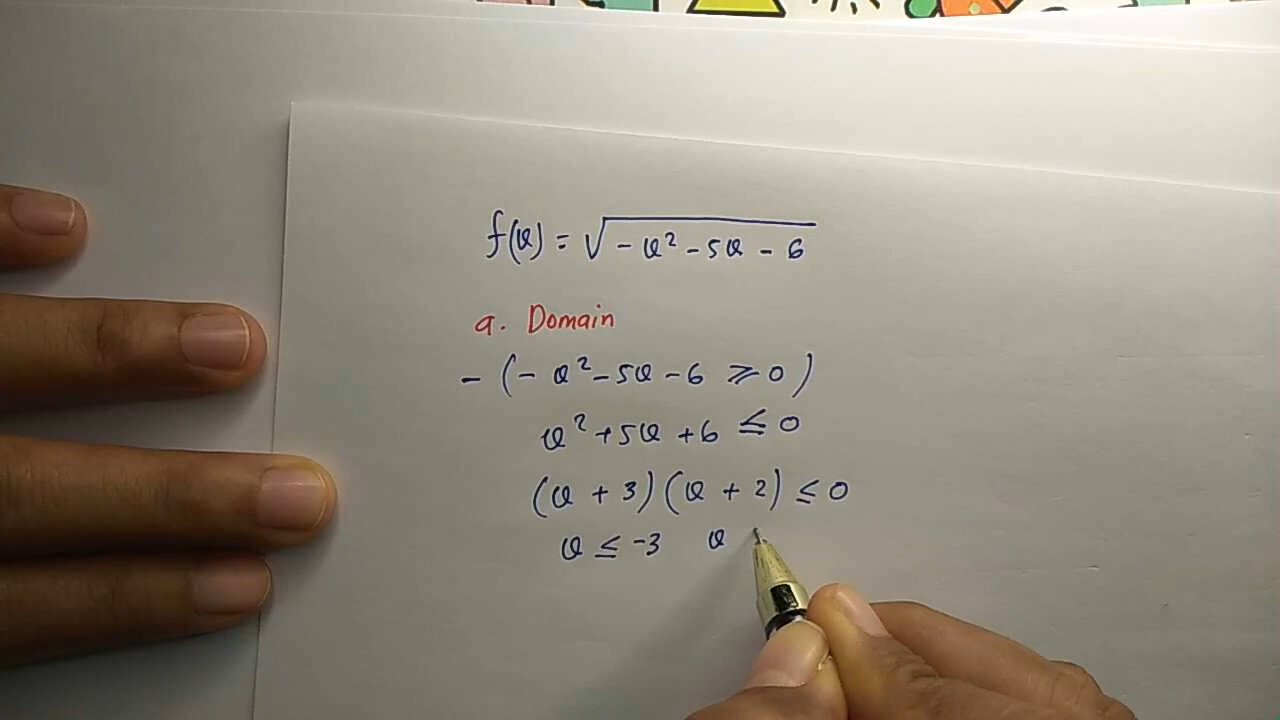 f(x) = √-x² - 5x - 6
a. Domain
- (- x² - 5x - 6 ≥ 0)
x² + 5x + 6 ≤ 0
(x + 3)(x + 2) ≤ 0
x ≤ -3 x